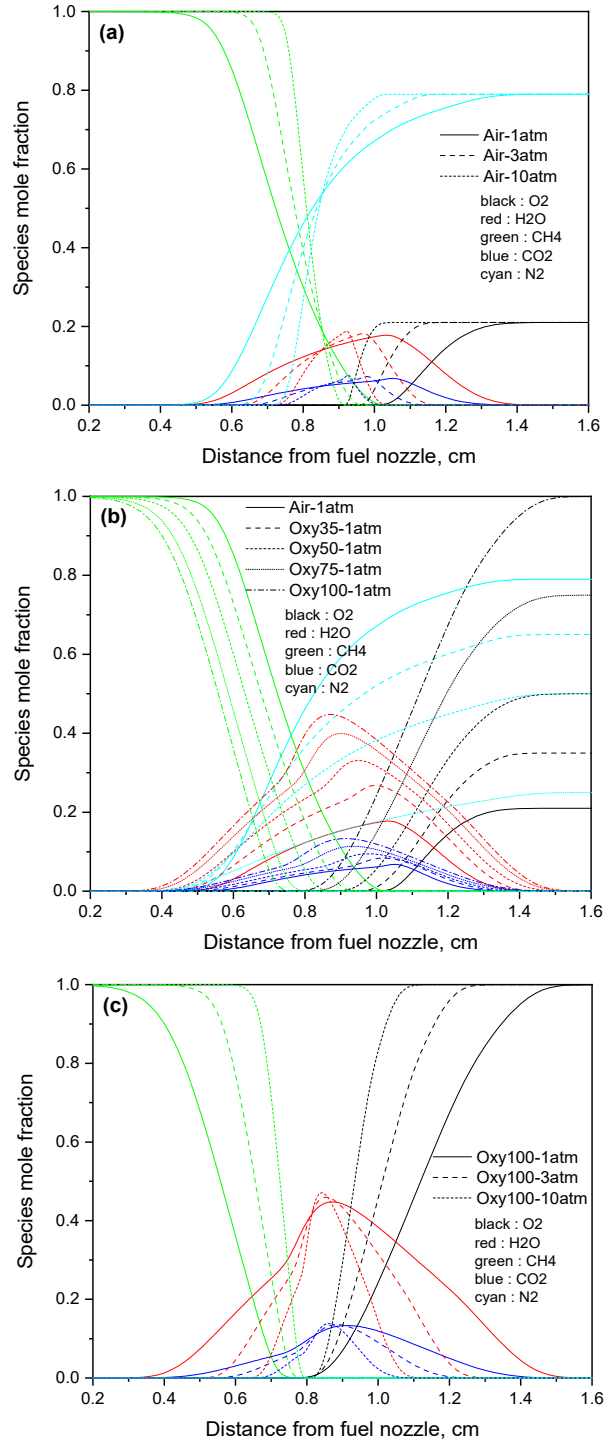 (a)
1.0
0.8
0.6
0.4
0.2
0.0
Species mole fraction
Air-1atm
Air-3atm
Air-10atm
black : O2
red : H2O
green : CH4
blue : CO2
cyan : N2
0.2 0.4 0.6 0.8 1.0 1.2 1.4 1.6
Distance from fuel nozzle, cm
(b)
1.0
0.8
0.6
0.4
0.2
0.0
Species mole fraction
Air-1atm
Oxy35-1atm
Oxy50-1atm
Oxy75-1atm
Oxy100-1atm
black : O2
red : H2O
green : CH4
blue : CO2
cyan : N2
0.2 0.4 0.6 0.8 1.0 1.2 1.4 1.6
Distance from fuel nozzle, cm
(c)
1.0
0.8
0.6
0.4
0.2
0.0
Species mole fraction
Oxy100-1atm
Oxy100-3atm
Oxy100-10atm
black : O2
red : H2O
green : CH4
blue : CO2
cyan : N2
0.2 0.4 0.6 0.8 1.0 1.2 1.4 1.6
Distance from fuel nozzle, cm